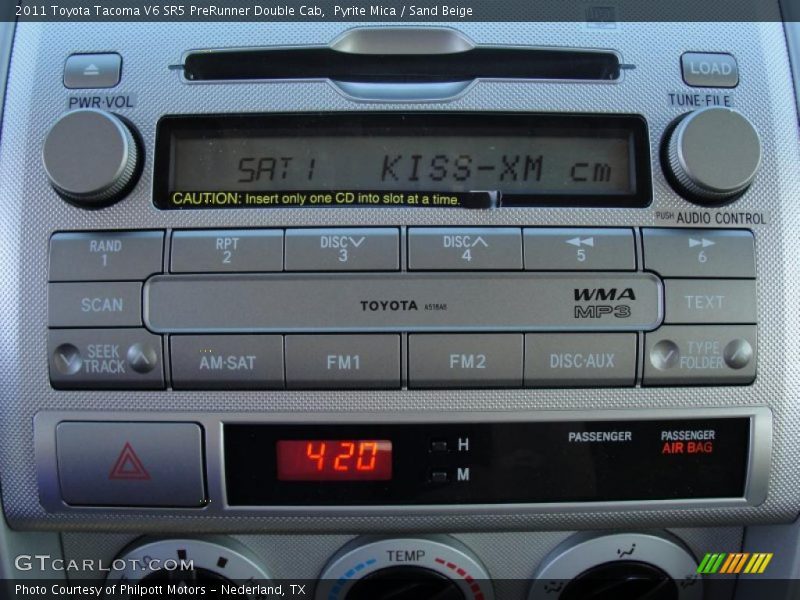 2011 Toyota Tacoma V6 SR5 PreRunner Double Cab,  Pyrite Mica / Sand Beige
LOAD
PWR·VOL
TUNE·FILE
SAT1 KISS-XM cm
CAUTION: Insert only one CD into slot at a time.
PUSH AUDIO CONTROL
RAND 1
RPT 2
DISC 3
DISC 4
5
6
SCAN
TOYOTA
WMA
MP3
TEXT
SEEK
TRACK
AM·SAT
FM1
FM2
DISC·AUX
TYPE
FOLDER
420
H
M
PASSENGER
PASSENGER
AIR BAG
TEMP
GTCARLOT.COM
Photo Courtesy of Philpott Motors - Nederland, TX